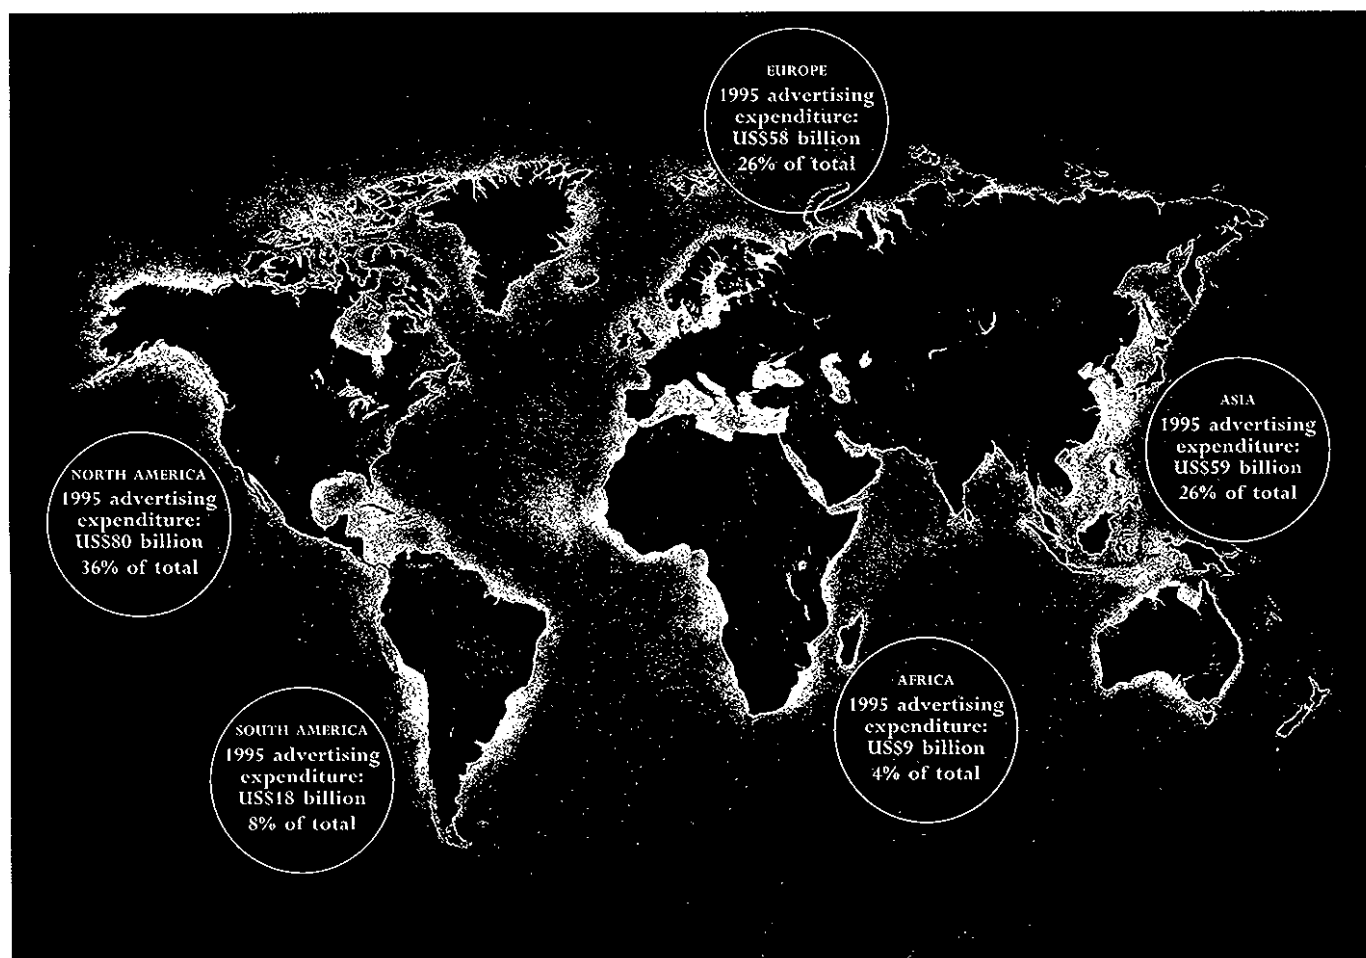 EUROPE
1995 advertising
expenditure:
US$58 billion
26% of total
NORTH AMERICA
1995 advertising
expenditure:
US$80 billion
36% of total
ASIA
1995 advertising
expenditure:
US$59 billion
26% of total
SOUTH AMERICA
1995 advertising
expenditure:
US$18 billion
8% of total
AFRICA
1995 advertising
expenditure:
US$9 billion
4% of total